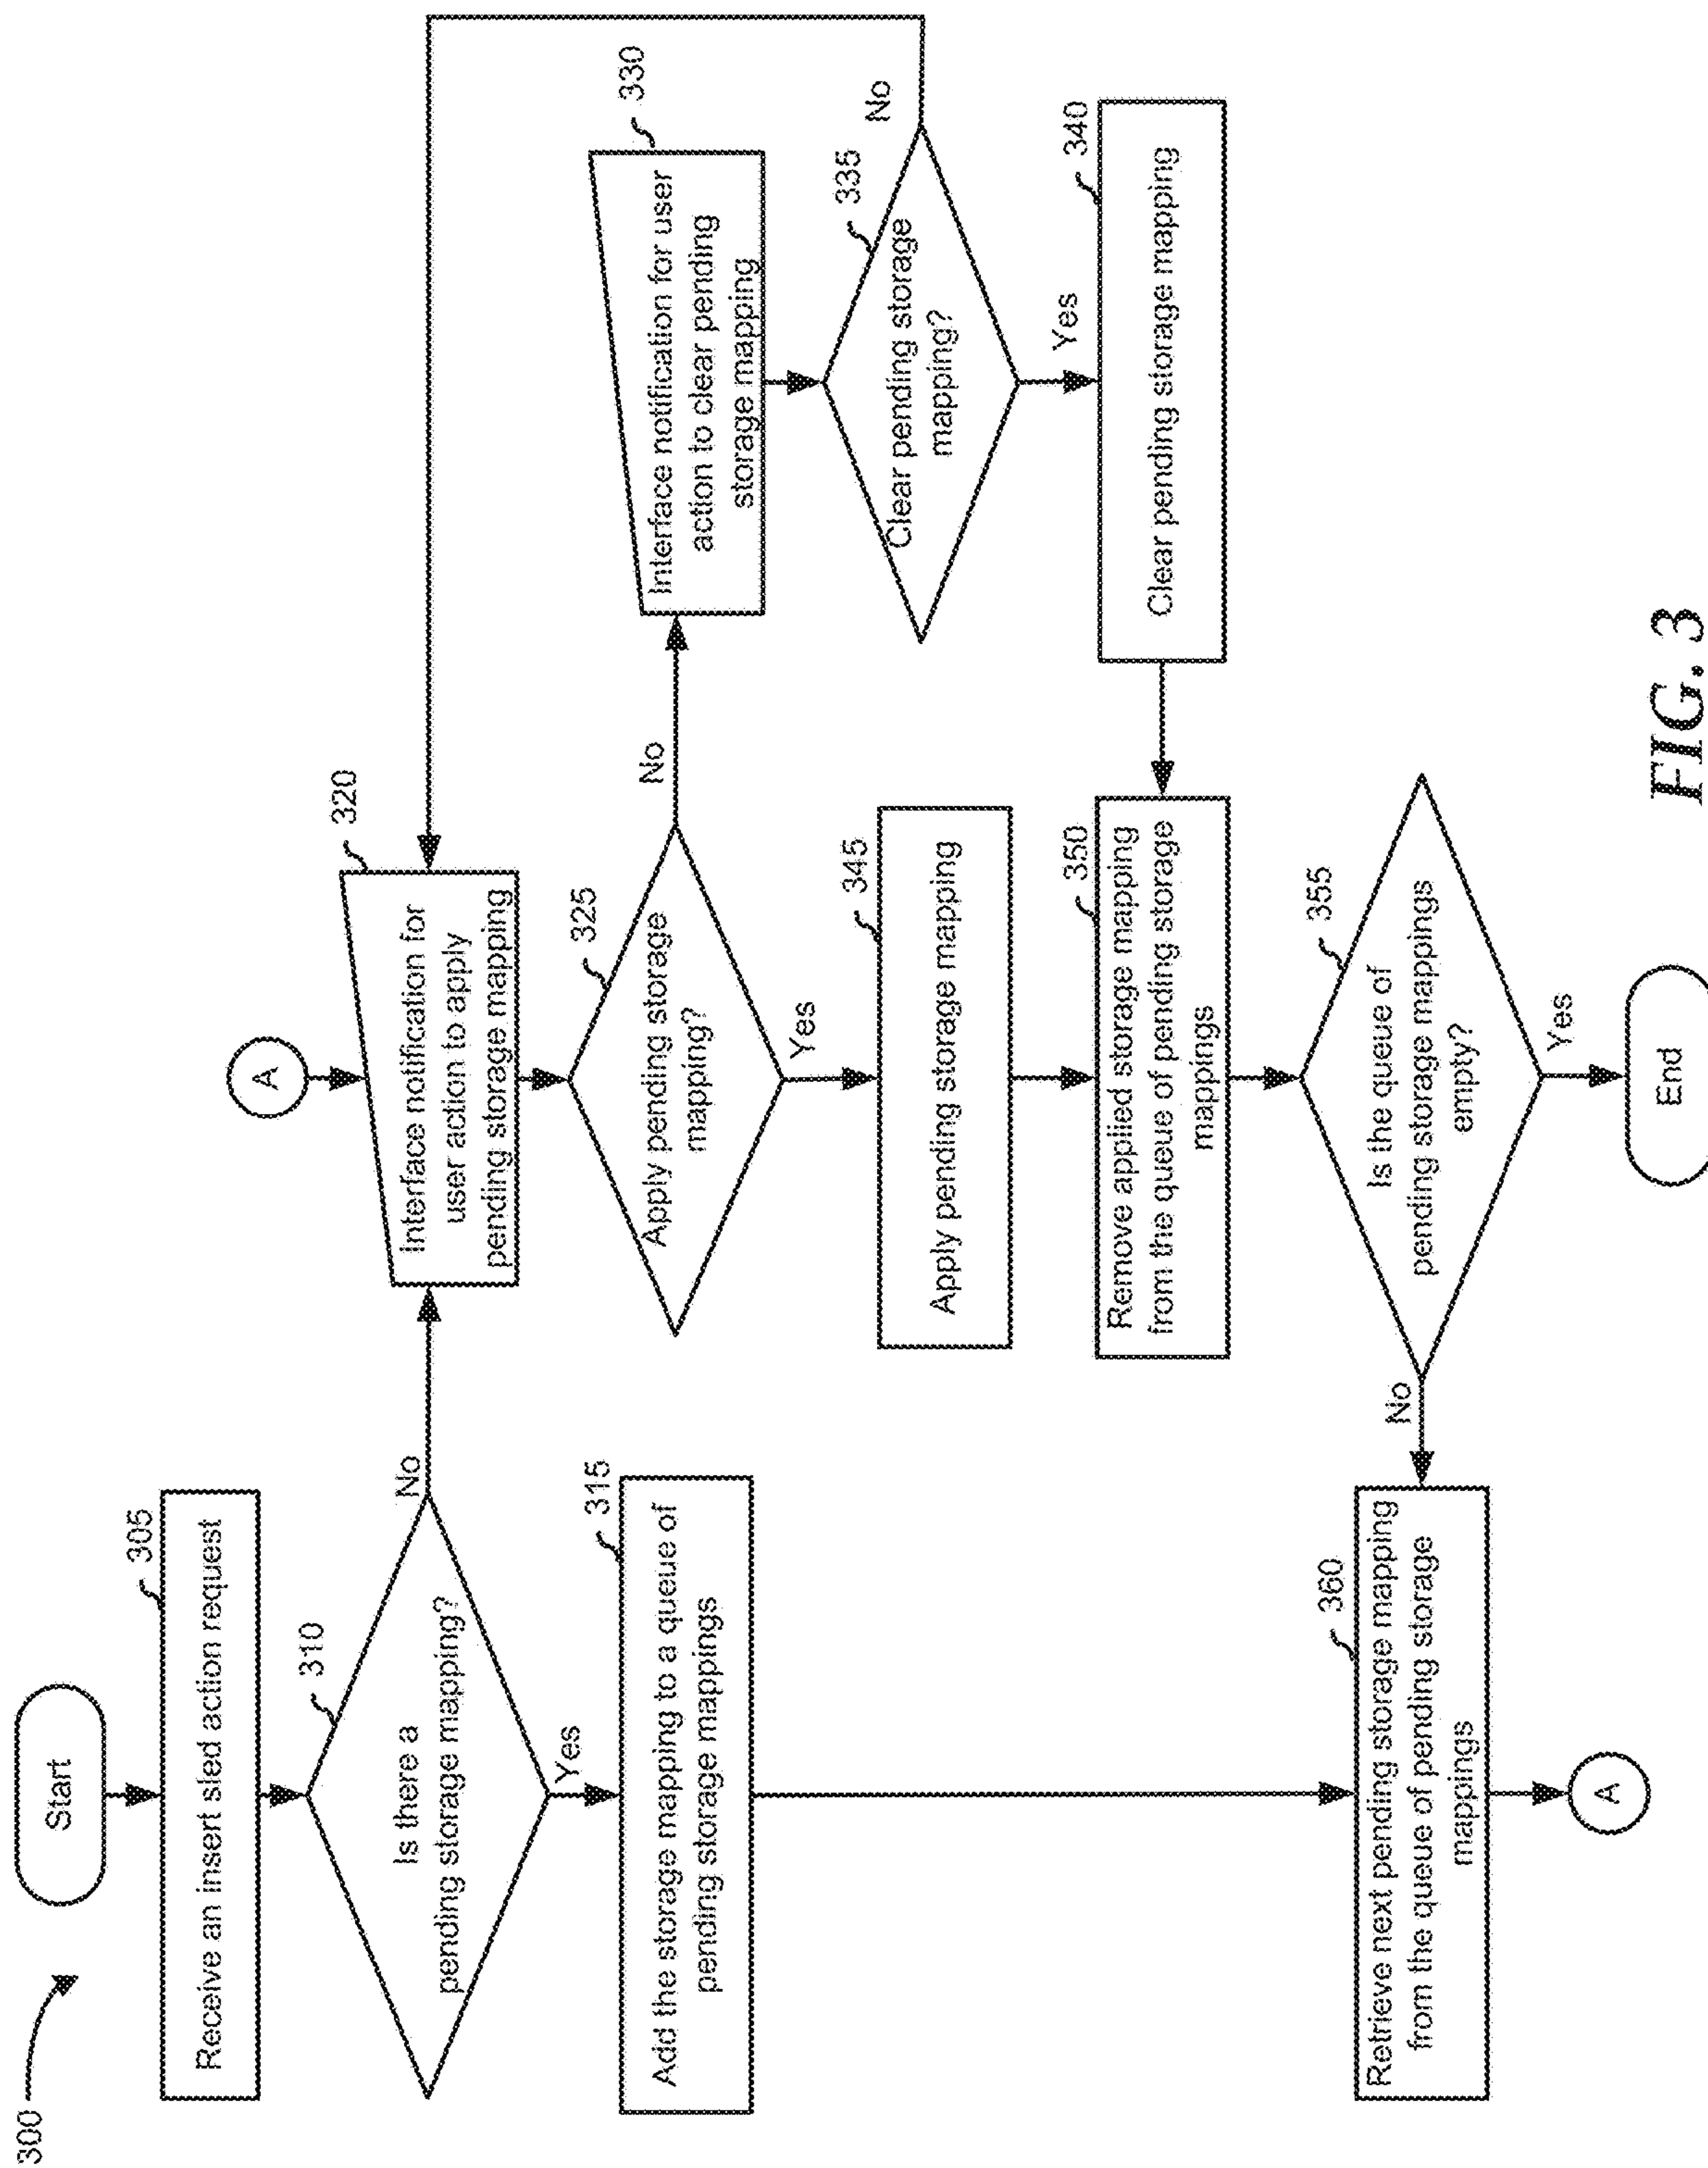 300
Start
305
Receive an insert sled action request
310
Is there a
pending storage mapping?
No
Yes
315
Add the storage mapping to a queue of
pending storage mappings
A
320
Interface notification for
user action to apply
pending storage mapping
325
Apply pending storage
mapping?
No
Yes
330
Interface notification for user
action to clear pending
storage mapping
335
Clear pending storage
mapping?
No
Yes
340
Clear pending storage mapping
345
Apply pending storage mapping
350
Remove applied storage mapping
from the queue of pending storage
mappings
355
Is the queue of
pending storage mappings
empty?
No
Yes
360
Retrieve next pending storage mapping
from the queue of pending storage
mappings
A
End
FIG. 3